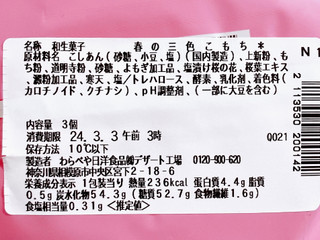 名称 和生菓子 春の三色こもち*
原材料名 こしあん(砂糖、小豆、塩)(国内製造)、上新粉、も
ち粉、道明寺粉、砂糖、よもぎ加工品、塩漬け桜の花、桜葉エキス
、澱粉加工品、寒天、塩/トレハロース、酵素、乳化剤、着色料(
カロチノイド、クチナシ)、pH調整剤、(一部に大豆を含む)
内容量 3個
消費期限 24.3.3 午前 3時
0021
保存方法 10℃以下
製造者 わらべや日洋食品㈱デザート工場 0120-900-620
神奈川県相模原市中央区宮下2-18-6
栄養成分表示 1包装当り 熱量236kcal 蛋白質4.4g 脂質
0.5g 炭水化物54.3g(糖質52.7g 食物繊維1.6g)
食塩相当量0.31g <推定値>
N 1
2 113530 200142